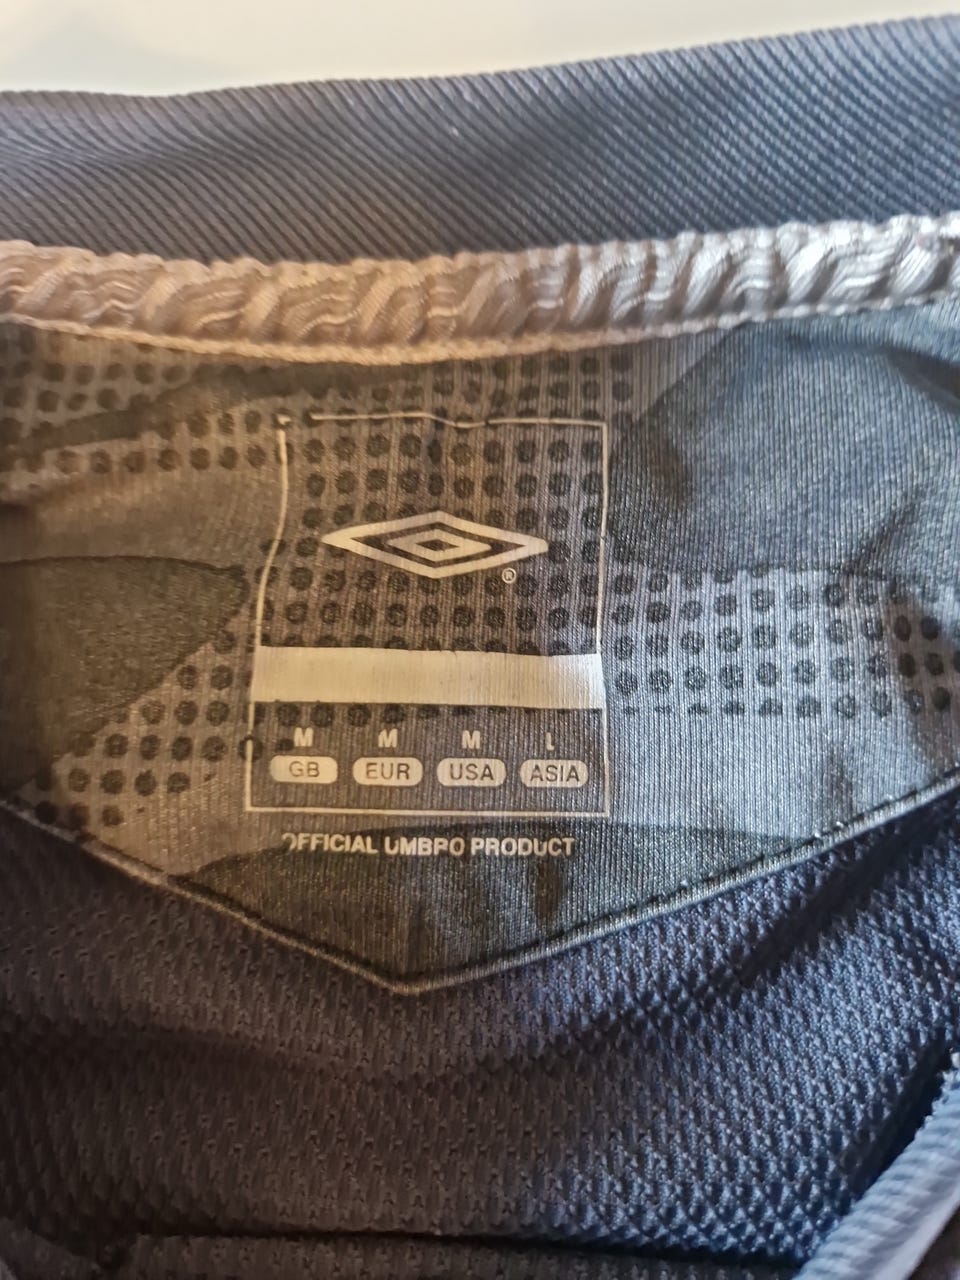 ®
M M M L
GB EUR USA ASIA
OFFICIAL UMBRO PRODUCT